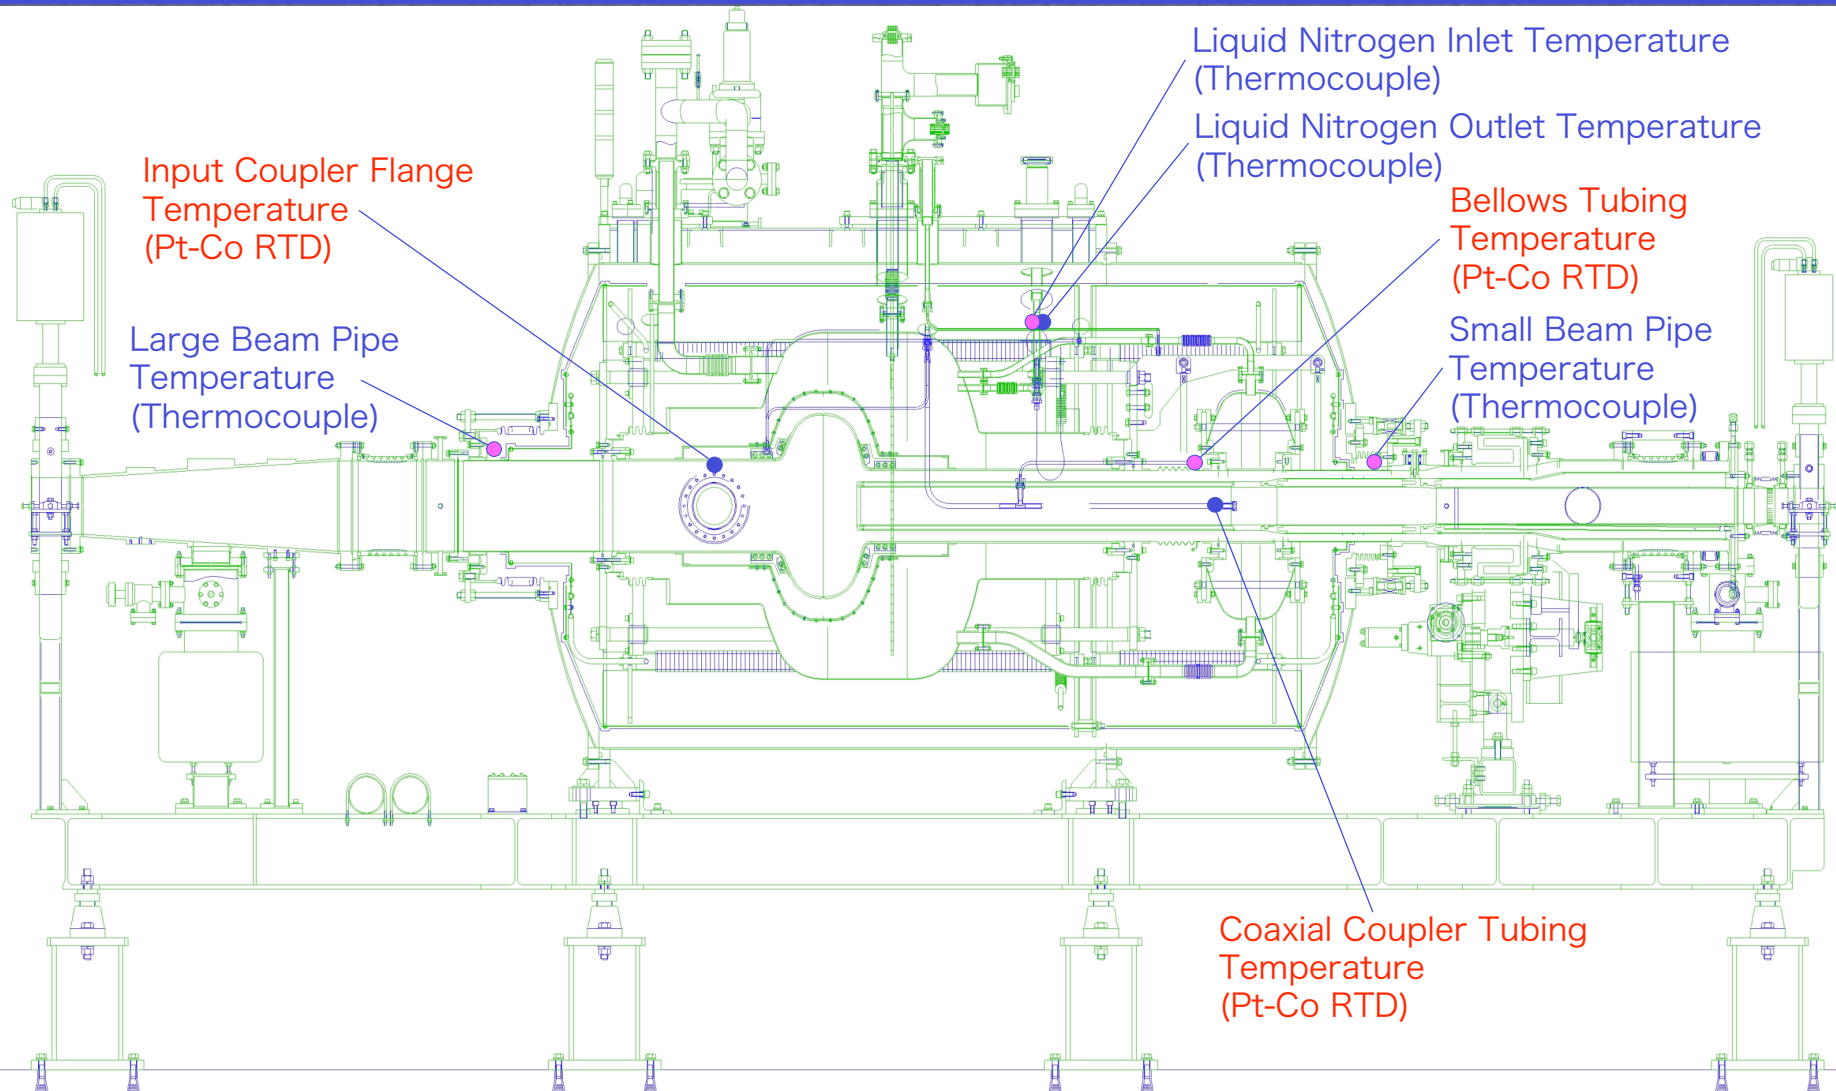 Liquid Nitrogen Inlet Temperature
(Thermocouple)
Liquid Nitrogen Outlet Temperature
(Thermocouple)
Input Coupler Flange
Temperature
(Pt-Co RTD)
Bellows Tubing
Temperature
(Pt-Co RTD)
Large Beam Pipe
Temperature
(Thermocouple)
Small Beam Pipe
Temperature
(Thermocouple)
Coaxial Coupler Tubing
Temperature
(Pt-Co RTD)